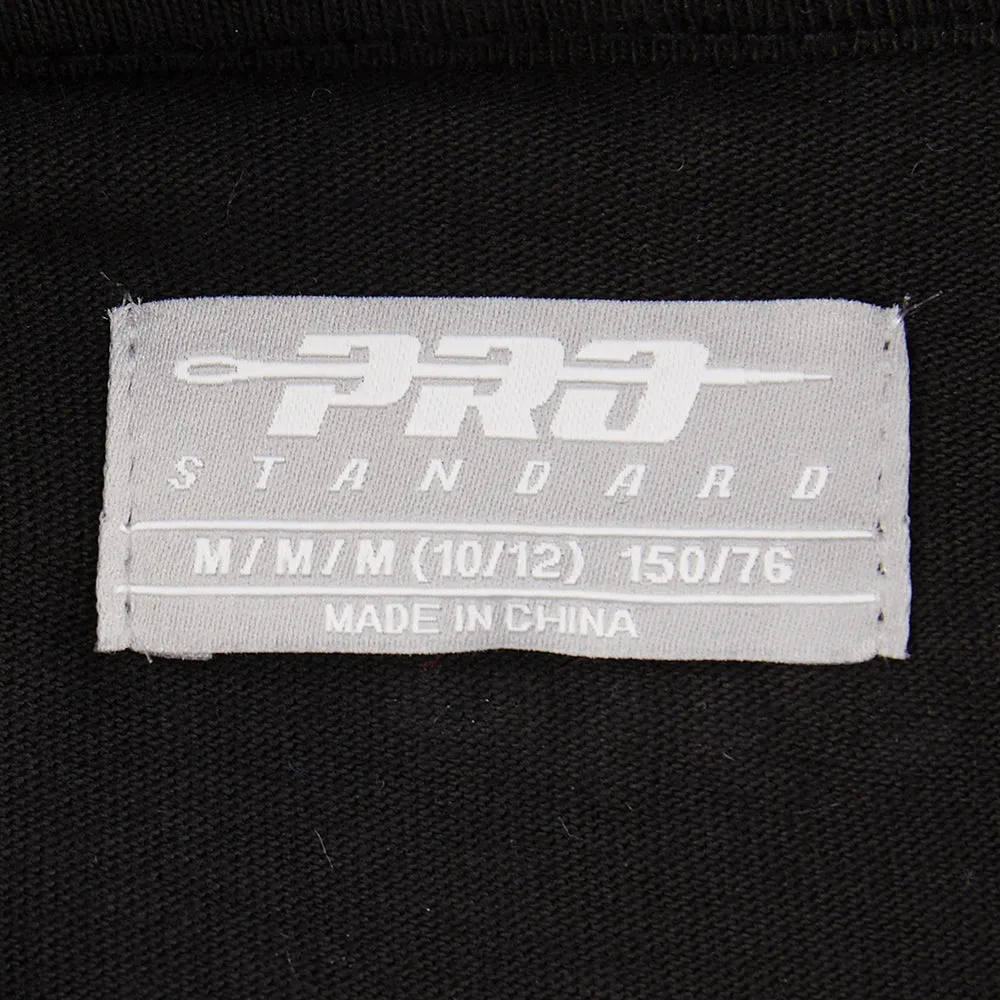 PRO
STANDARD
M/M/M (10/12) 150/76
MADE IN CHINA